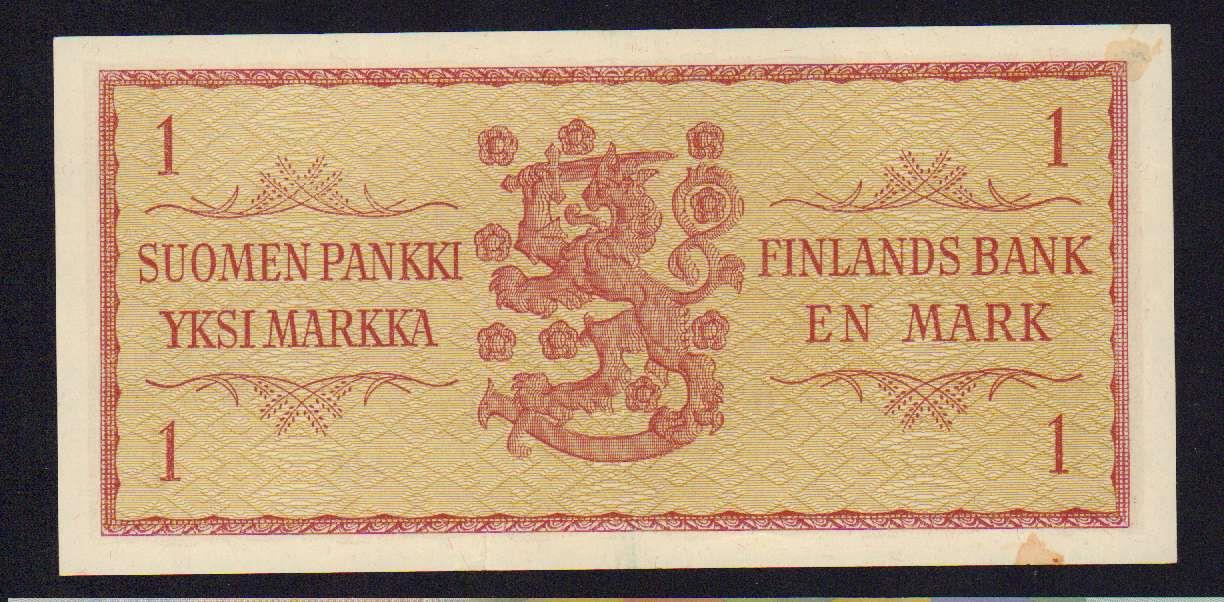 1
1
SUOMEN PANKKI
YKSI MARKKA
FINLANDS BANK
EN MARK
1
1